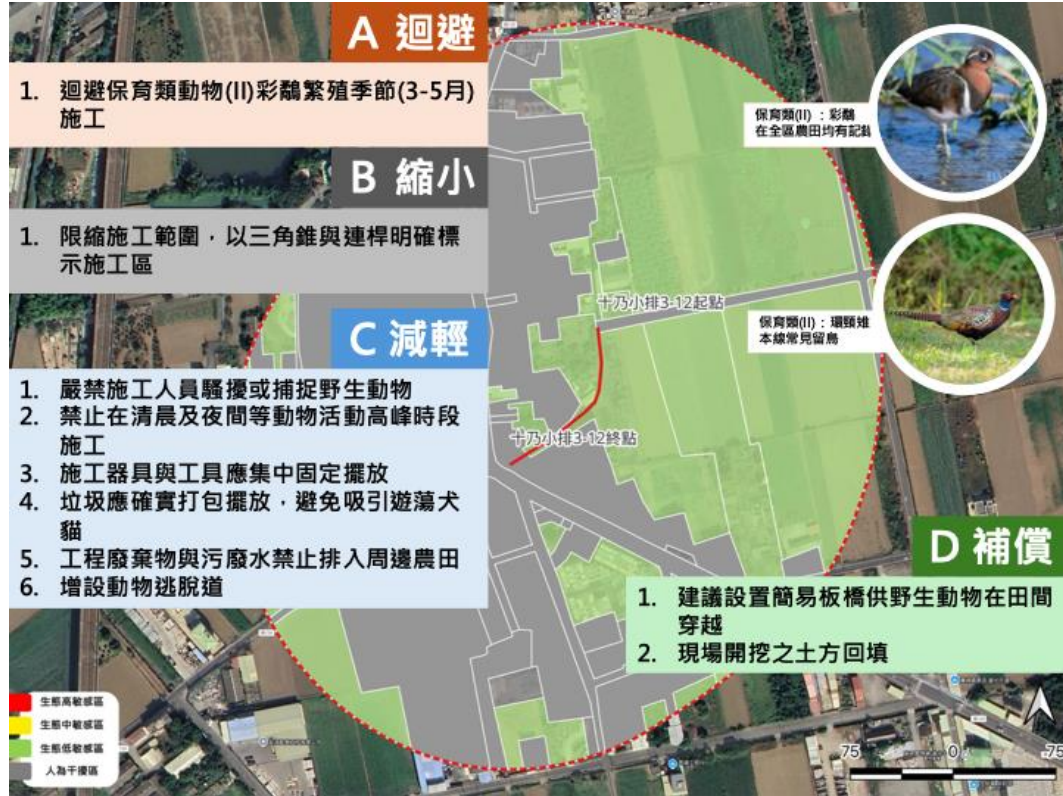 A 迴避
1. 迴避保育類動物(II)彩鷸繁殖季節(3-5月)
施工
B 縮小
1. 限縮施工範圍，以三角錐與連桿明確標
示施工區
C 減輕
1. 嚴禁施工人員騷擾或捕捉野生動物
2. 禁止在清晨及夜間等動物活動高峰時段
施工
3. 施工器具與工具應集中固定擺放
4. 垃圾應確實打包擺放，避免吸引遊蕩犬
貓
5. 工程廢棄物與污廢水禁止排入周邊農田
6. 增設動物逃脫道
保育類(II)：彩鷸
在全區農田均有記錄
保育類(II)：環頸雉
本線常見留鳥
十乃小排3-12起點
十乃小排3-12終點
D 補償
1. 建議設置簡易板橋供野生動物在田間
穿越
2. 現場開挖之土方回填
生態高敏感區
生態中敏感區
生態低敏感區
人為干擾區
75 0 -75